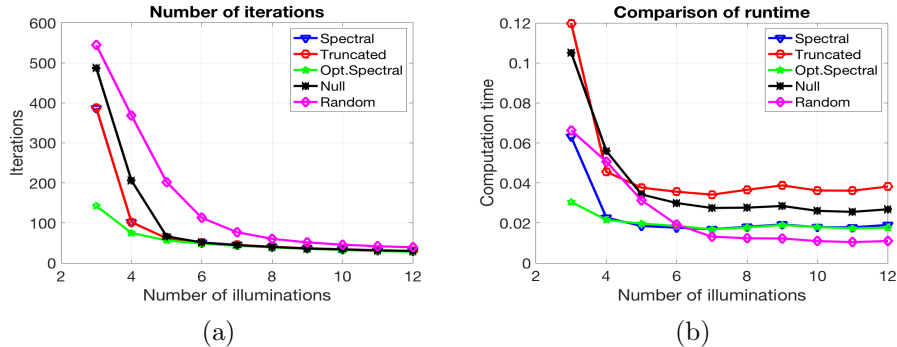 Number of iterations
600
500
400
300
200
100
0
Iterations
2
4
6
8
10
12
Number of illuminations
Spectral
Truncated
Opt.Spectral
Null
Random
(a)
Comparison of runtime
0.12
0.1
0.08
0.06
0.04
0.02
0
Computation time
2
4
6
8
10
12
Number of illuminations
Spectral
Truncated
Opt.Spectral
Null
Random
(b)